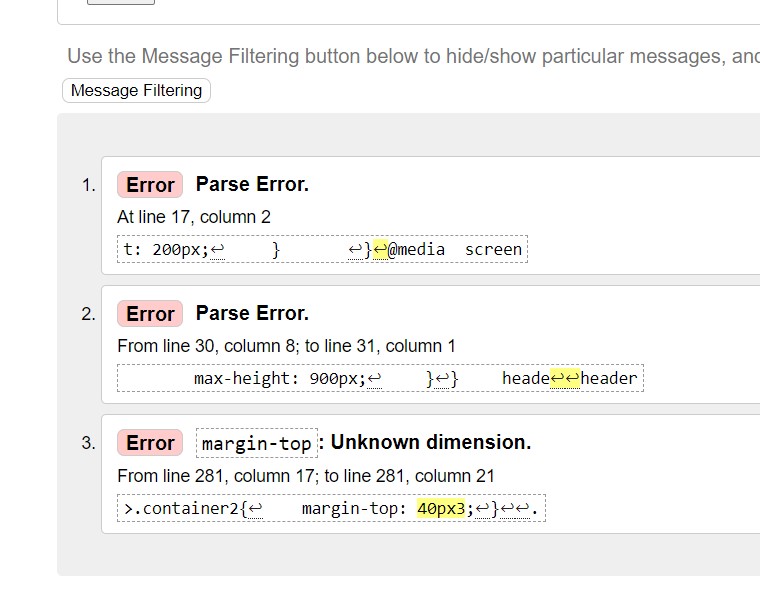 Use the Message Filtering button below to hide/show particular messages, and
Message Filtering
1. Error Parse Error.
At line 17, column 2
t: 200px;↩     }       ↩}↩@media  screen
2. Error Parse Error.
From line 30, column 8; to line 31, column 1
max-height: 900px;↩    }↩}    heade↩↩header
3. Error margin-top: Unknown dimension.
From line 281, column 17; to line 281, column 21
>.container2{↩    margin-top: 40px3;↩}↩↩.